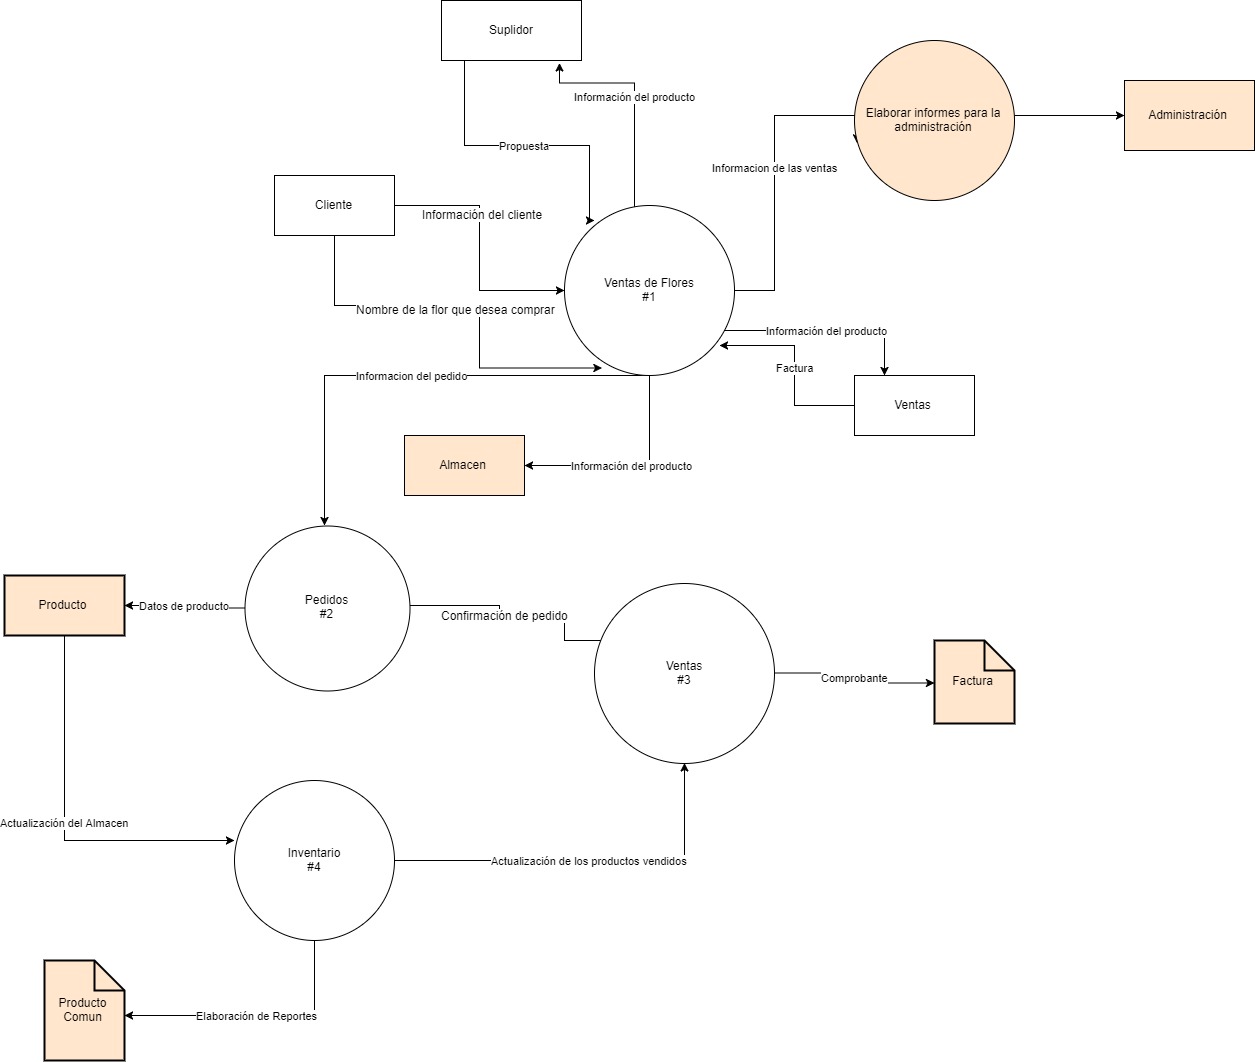 Suplidor
Información del producto
Elaborar informes para la
administración
Administración
Propuesta
Informacion de las ventas
Cliente
Información del cliente
Ventas de Flores
#1
Nombre de la flor que desea comprar
Información del producto
Factura
Informacion del pedido
Ventas
Almacen
Información del producto
Pedidos
#2
Producto
Datos de producto
Confirmación de pedido
Ventas
#3
Comprobante
Factura
Actualización del Almacen
Inventario
#4
Actualización de los productos vendidos
Producto
Comun
Elaboración de Reportes